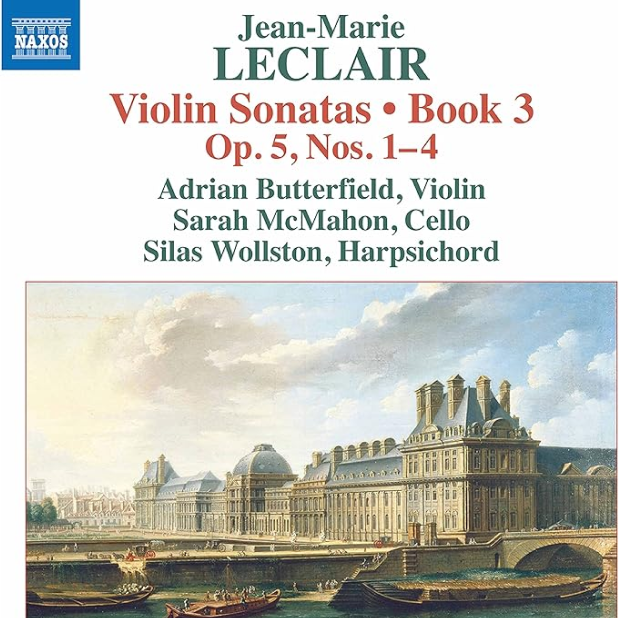 NAXOS
Jean-Marie
LECLAIR
Violin Sonatas • Book 3
Op. 5, Nos. 1–4
Adrian Butterfield, Violin
Sarah McMahon, Cello
Silas Wollston, Harpsichord